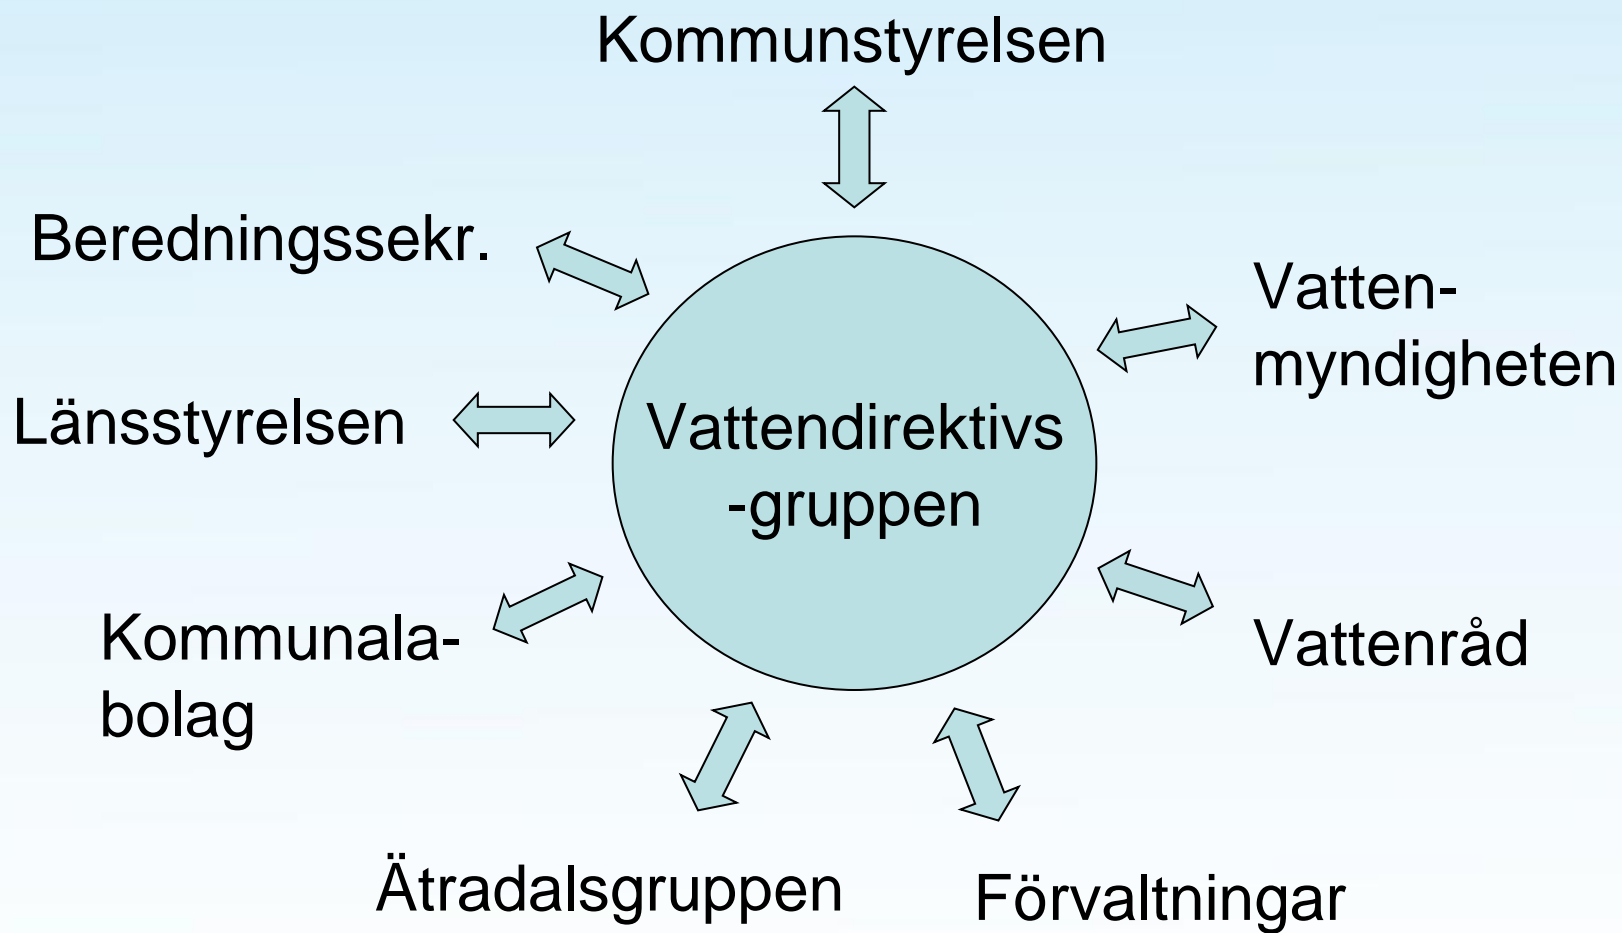 Kommunstyrelsen
Beredningssekr.
Vatten-
myndigheten
Länsstyrelsen
Vattendirektivs
-gruppen
Kommunala-
bolag
Vattenråd
Ätradalsgruppen
Förvaltningar